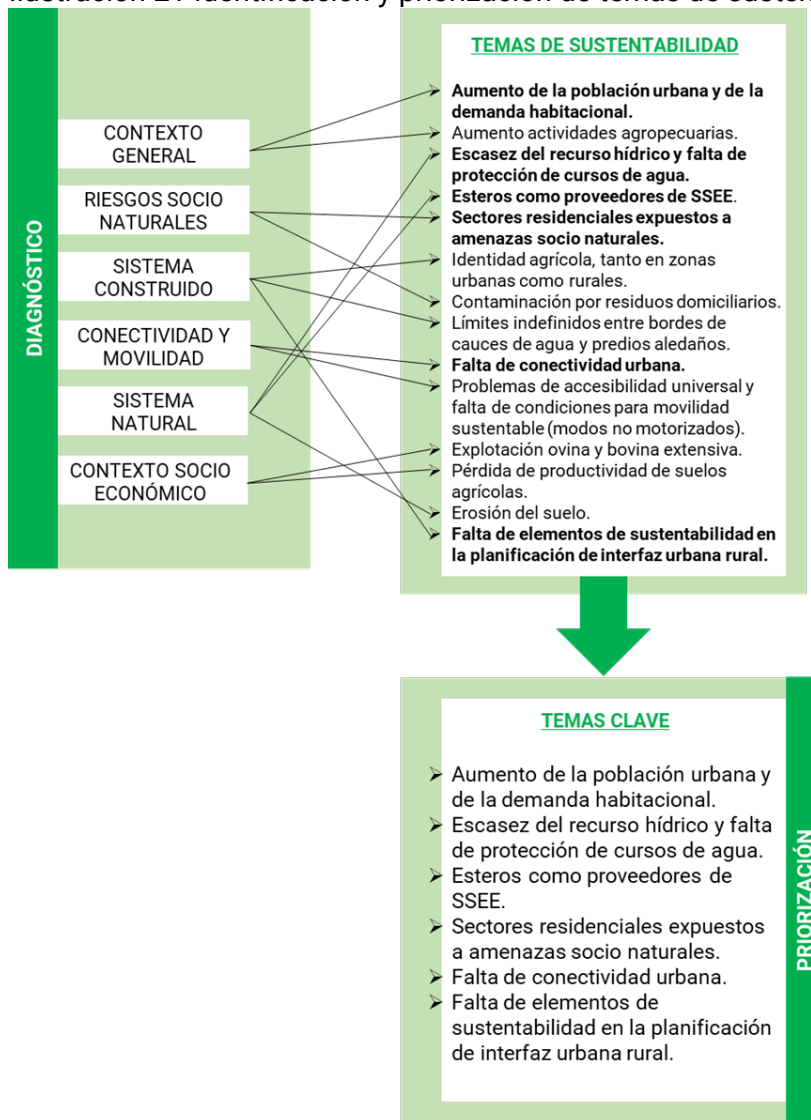 DIAGNÓSTICO
CONTEXTO
GENERAL
RIESGOS SOCIO
NATURALES
SISTEMA
CONSTRUIDO
CONECTIVIDAD Y
MOVILIDAD
SISTEMA
NATURAL
CONTEXTO SOCIO
ECONÓMICO
TEMAS DE SUSTENTABILIDAD
Aumento de la población urbana y de la
demanda habitacional.
Aumento actividades agropecuarias.
Escasez del recurso hídrico y falta de
protección de cursos de agua.
Esteros como proveedores de SSEE.
Sectores residenciales expuestos a
amenazas socio naturales.
Identidad agrícola, tanto en zonas
urbanas como rurales.
Contaminación por residuos domiciliarios.
Límites indefinidos entre bordes de
cauces de agua y predios aledaños.
Falta de conectividad urbana.
Problemas de accesibilidad universal y
falta de condiciones para movilidad
sustentable (modos no motorizados).
Explotación ovina y bovina extensiva.
Pérdida de productividad de suelos
agrícolas.
Erosión del suelo.
Falta de elementos de sustentabilidad en
la planificación de interfaz urbana rural.
TEMAS CLAVE
Aumento de la población urbana y
de la demanda habitacional.
Escasez del recurso hídrico y falta
de protección de cursos de agua.
Esteros como proveedores de
SSEE.
Sectores residenciales expuestos
a amenazas socio naturales.
Falta de conectividad urbana.
Falta de elementos de
sustentabilidad en la planificación
de interfaz urbana rural.
PRIORIZACIÓN